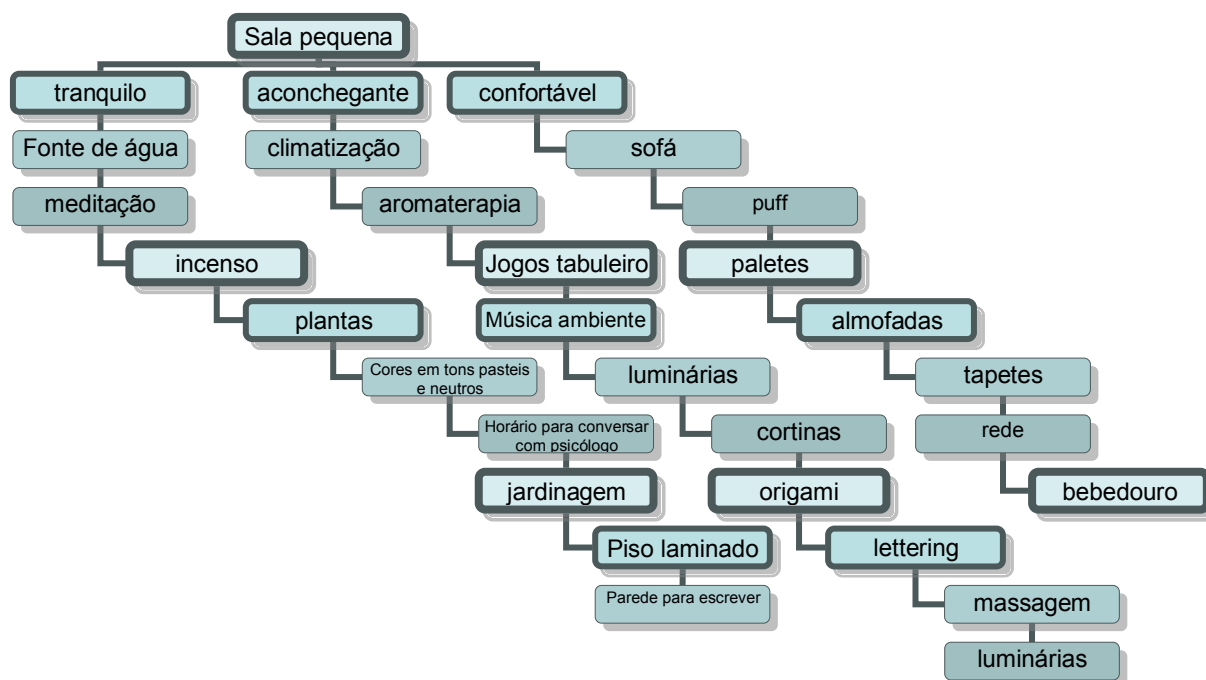 Sala pequena
tranquilo
aconchegante
confortável
Fonte de água
climatização
sofá
meditação
aromaterapia
puff
incenso
Jogos tabuleiro
paletes
plantas
Música ambiente
almofadas
Cores em tons pasteis
e neutros
luminárias
tapetes
Horário para conversar
com psicólogo
cortinas
rede
jardinagem
origami
bebedouro
Piso laminado
lettering
Parede para escrever
massagem
luminárias